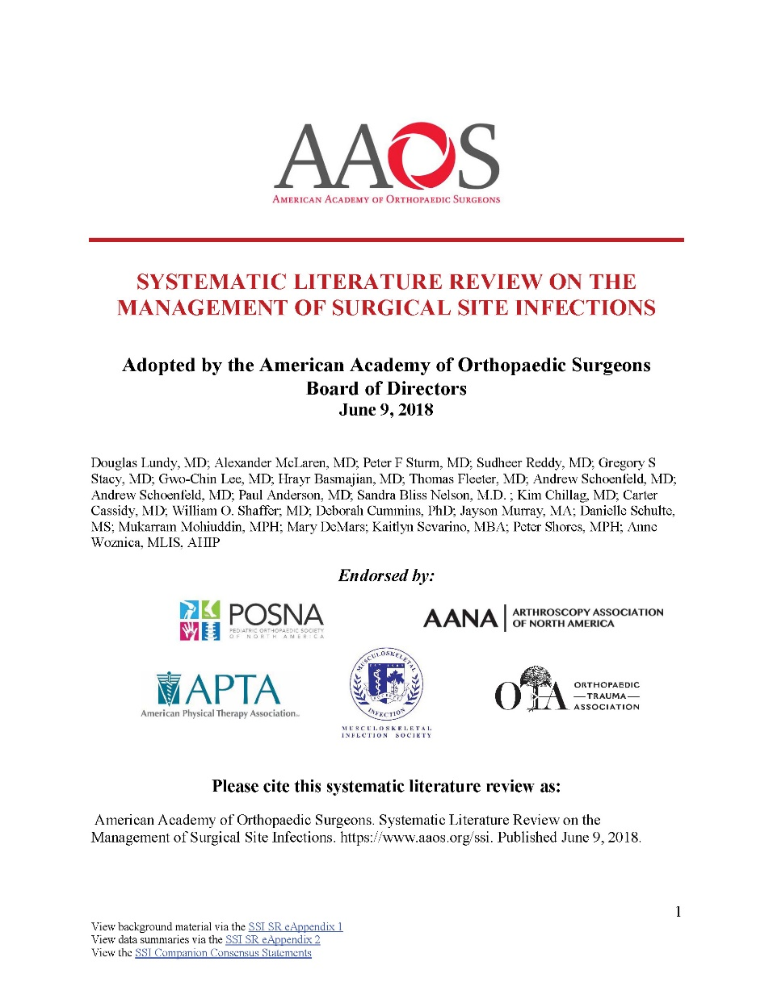 AAOS
AMERICAN ACADEMY OF ORTHOPAEDIC SURGEONS
SYSTEMATIC LITERATURE REVIEW ON THE
MANAGEMENT OF SURGICAL SITE INFECTIONS
Adopted by the American Academy of Orthopaedic Surgeons
Board of Directors
June 9, 2018
Douglas Lundy, MD; Alexander McLaren, MD; Peter F Sturm, MD; Sudheer Reddy, MD; Gregory S
Stacy, MD; Gwo-Chin Lee, MD; Hrayr Basmajian, MD; Thomas Fleeter, MD; Andrew Schoenfeld, MD;
Andrew Schoenfeld, MD; Paul Anderson, MD; Sandra Bliss Nelson, M.D. ; Kim Chillag, MD; Carter
Cassidy, MD; William O. Shaffer; MD; Deborah Cummins, PhD; Jayson Murray, MA; Danielle Schulte,
MS; Mukarram Mohiuddin, MPH; Mary DeMars; Kaitlyn Sevarino, MBA; Peter Shores, MPH; Anne
Woznica, MLIS, AHIP
Endorsed by:
POSNA
PEDIATRIC ORTHOPAEDIC SOCIETY
OF NORTH AMERICA
AANA
ARTHROSCOPY ASSOCIATION
OF NORTH AMERICA
APTA
American Physical Therapy Association
MUSCULOSKELETAL
SOCIETY
INFECTION
MUSCULOSKELETAL
INFECTION SOCIETY
OTA
ORTHOPAEDIC
TRAUMA
ASSOCIATION
Please cite this systematic literature review as:
American Academy of Orthopaedic Surgeons. Systematic Literature Review on the
Management of Surgical Site Infections. https://www.aaos.org/ssi. Published June 9, 2018.
1
View background material via the SSI SR eAppendix 1
View data summaries via the SSI SR eAppendix 2
View the SSI Companion Consensus Statements